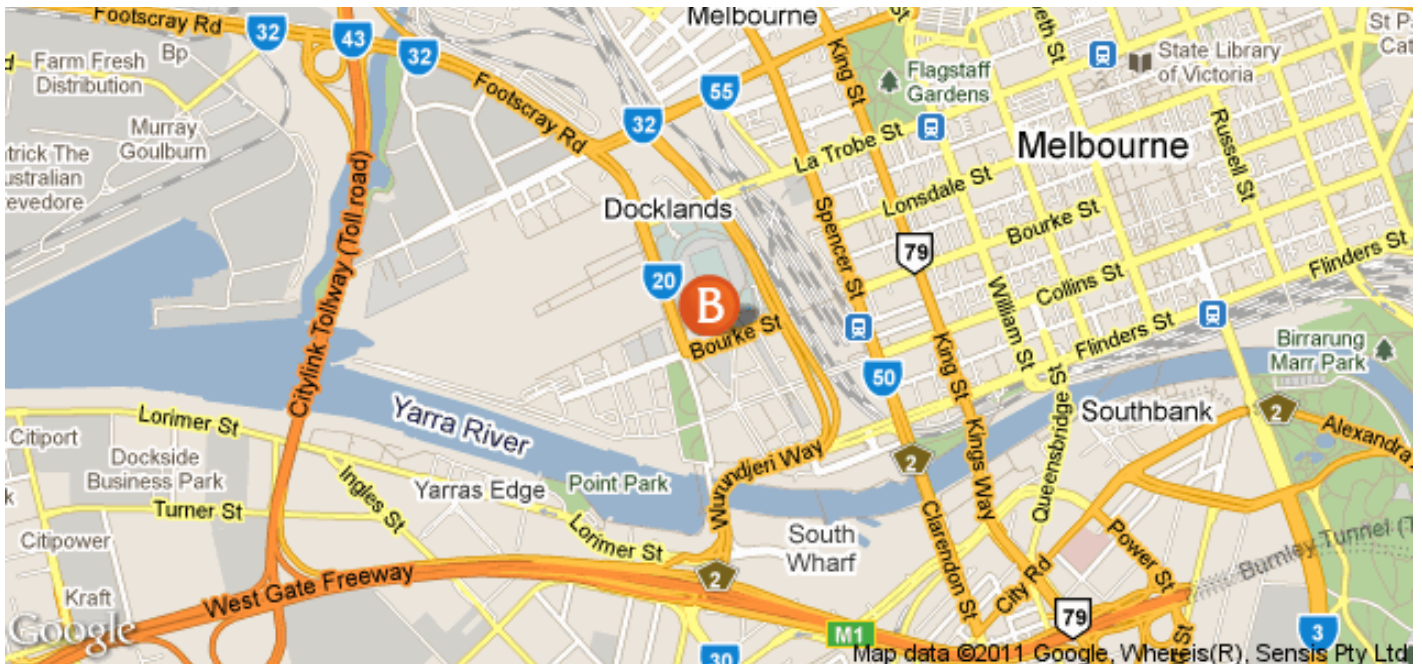 Footscray Rd
32
43
32
Bp
Farm Fresh
Distribution
Murray
Goulburn
trick The
ustralian
evedore
Footscray Rd
55
32
Melbourne
King St
eth St
State Library
of Victoria
St P
Cat
Flagstaff
Gardens
La Trobe St
Melbourne
Russell St
Lonsdale St
Docklands
Spencer St
Bourke St
79
Citylink Tollway (Toll road)
20
B
Bourke St
Collins St
William St
Flinders St
Flinders St
Birrarung
Marr Park
King St
50
Yarra River
Lorimer St
Citiport
Dockside
Business Park
Southbank
2
Alexandra A
Queensbridge St
Wurundjeri Way
2
Kings Way
Ingles St
Yarras Edge
Point Park
Turner St
Citipower
Lorimer St
South
Wharf
Clarendon St
Power St
Burnley Tunnel (T
City Rd
West Gate Freeway
2
Kraft
Google
79
M1
30
St
3
Map data ©2011 Google, Whereis(R), Sensis Pty Ltd